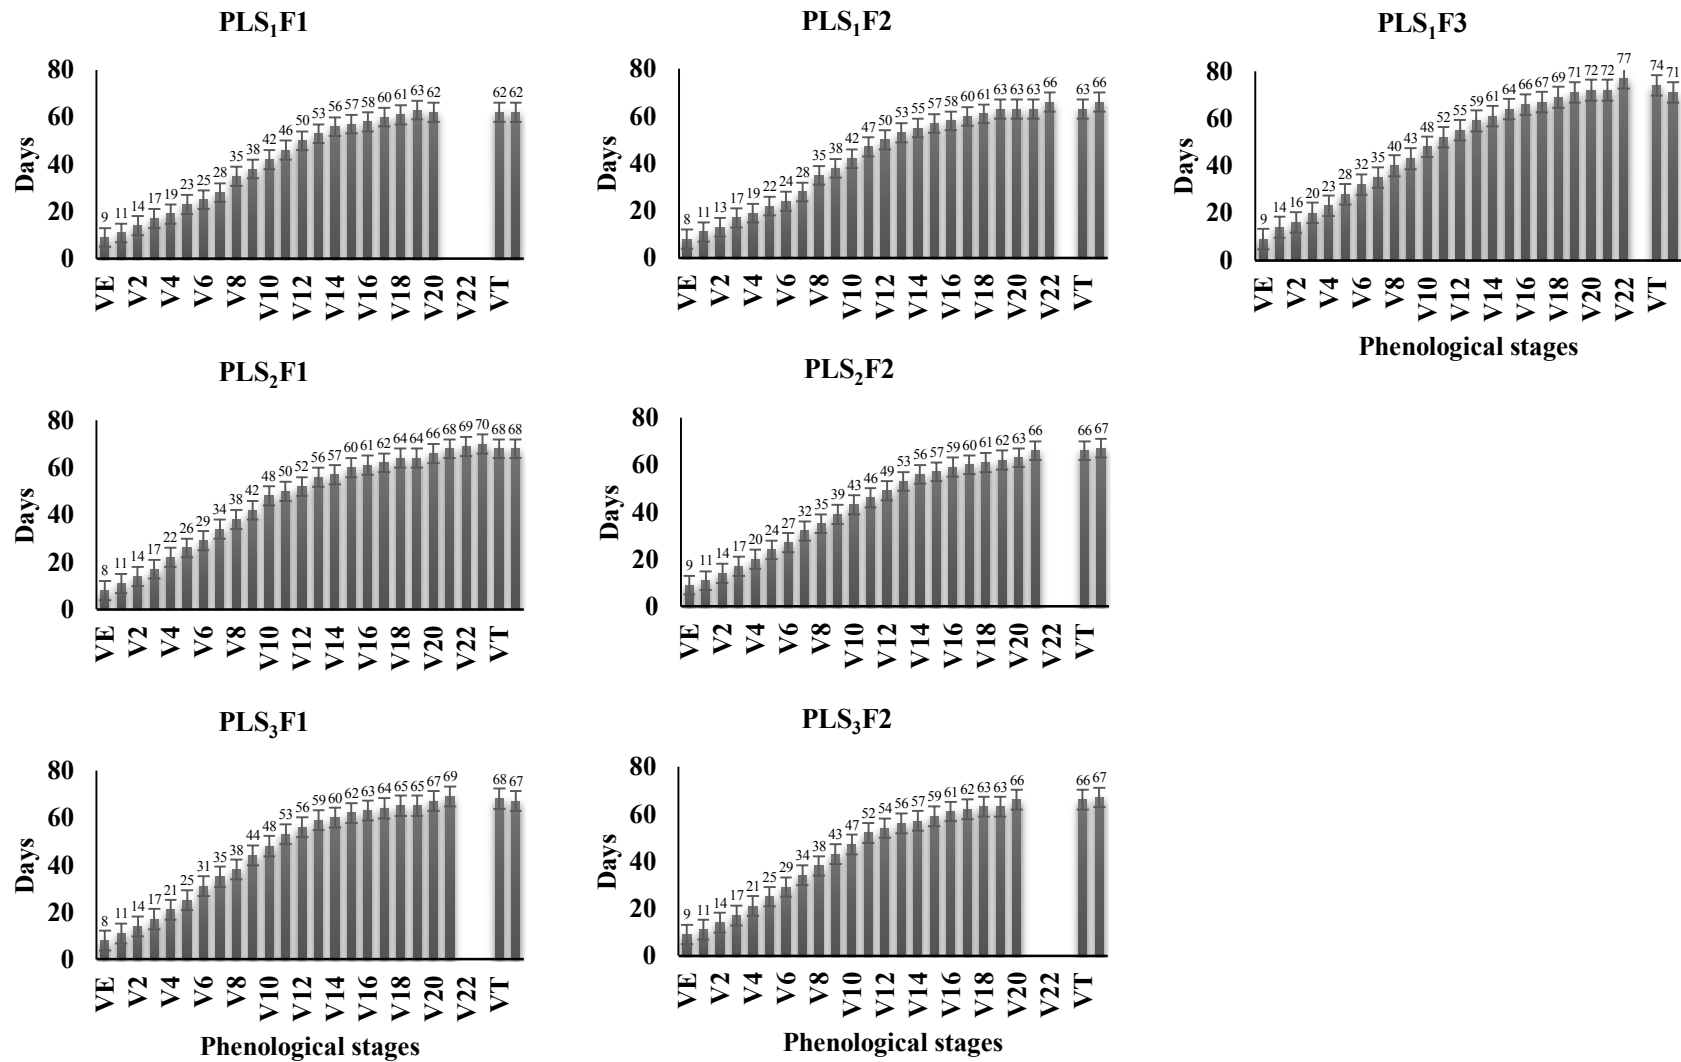 PLS₁F1
Days
80
60
40
20
0
9 11 14 17 19 23 25 28 35 38 42 46 50 53 56 57 58 60 61 63 62 62 62
VE V2 V4 V6 V8 V10 V12 V14 V16 V18 V20 V22 VT
PLS₁F2
Days
80
60
40
20
0
8 11 13 17 19 22 24 28 35 38 42 47 50 53 55 57 58 60 61 63 63 63 66 63 66
VE V2 V4 V6 V8 V10 V12 V14 V16 V18 V20 V22 VT
PLS₁F3
Days
80
60
40
20
0
9 14 16 20 23 28 32 35 40 43 48 52 55 59 61 64 66 67 69 71 72 72 77 74 71
VE V2 V4 V6 V8 V10 V12 V14 V16 V18 V20 V22 VT
Phenological stages
PLS₂F1
Days
80
60
40
20
0
8 11 14 17 22 26 29 34 38 42 48 50 52 56 57 60 61 62 64 64 66 68 69 70 68 68
VE V2 V4 V6 V8 V10 V12 V14 V16 V18 V20 V22 VT
PLS₂F2
Days
80
60
40
20
0
9 11 14 17 20 24 27 32 35 39 43 46 49 53 56 57 59 60 61 62 63 66 66 67
VE V2 V4 V6 V8 V10 V12 V14 V16 V18 V20 V22 VT
PLS₃F1
Days
80
60
40
20
0
8 11 14 17 21 25 31 35 38 44 48 53 56 59 60 62 63 64 65 65 67 69 68 67
VE V2 V4 V6 V8 V10 V12 V14 V16 V18 V20 V22 VT
Phenological stages
PLS₃F2
Days
80
60
40
20
0
9 11 14 17 21 25 29 34 38 43 47 52 54 56 57 59 61 62 63 63 66 66 67
VE V2 V4 V6 V8 V10 V12 V14 V16 V18 V20 V22 VT
Phenological stages